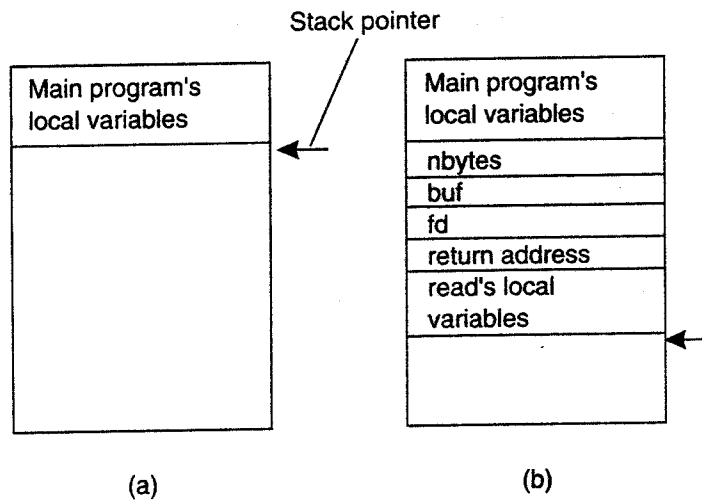 Stack pointer
Main program's
local variables
(a)
Main program's
local variables
nbytes
buf
fd
return address
read's local
variables
(b)